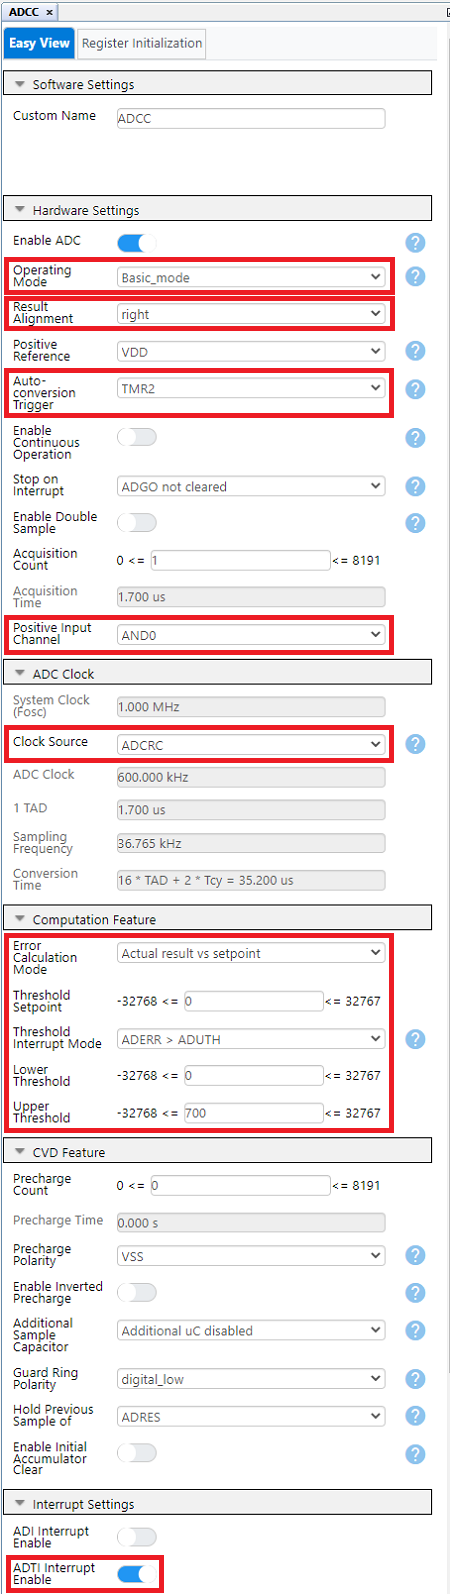 ADCC ×
Easy View Register Initialization
Software Settings
Custom Name ADCC
Hardware Settings
Enable ADC ?
Operating
Mode Basic_mode ?
Result
Alignment right
Positive
Reference VDD ?
Auto-
conversion
Trigger TMR2 ?
Enable
Continuous
Operation ?
Stop on
Interrupt ADGO not cleared ?
Enable Double
Sample ?
Acquisition
Count 0 <= 1 <= 8191
Acquisition
Time 1.700 us
Positive Input
Channel AND0
ADC Clock
System Clock
(Fosc) 1.000 MHz
Clock Source ADCRC ?
ADC Clock 600.000 kHz
1 TAD 1.700 us
Sampling
Frequency 36.765 kHz
Conversion
Time 16 * TAD + 2 * Tcy = 35.200 us
Computation Feature
Error
Calculation
Mode Actual result vs setpoint
Threshold
Setpoint -32768 <= 0 <= 32767
Threshold
Interrupt Mode ADERR > ADUTH ?
Lower
Threshold -32768 <= 0 <= 32767
Upper
Threshold -32768 <= 700 <= 32767
CVD Feature
Precharge
Count 0 <= 0 <= 8191
Precharge Time 0.000 s
Precharge
Polarity VSS ?
Enable Inverted
Precharge ?
Additional
Sample
Capacitor Additional uC disabled ?
Guard Ring
Polarity digital_low ?
Hold Previous
Sample of ADRES ?
Enable Initial
Accumulator
Clear ?
Interrupt Settings
ADI Interrupt
Enable
ADTI Interrupt
Enable